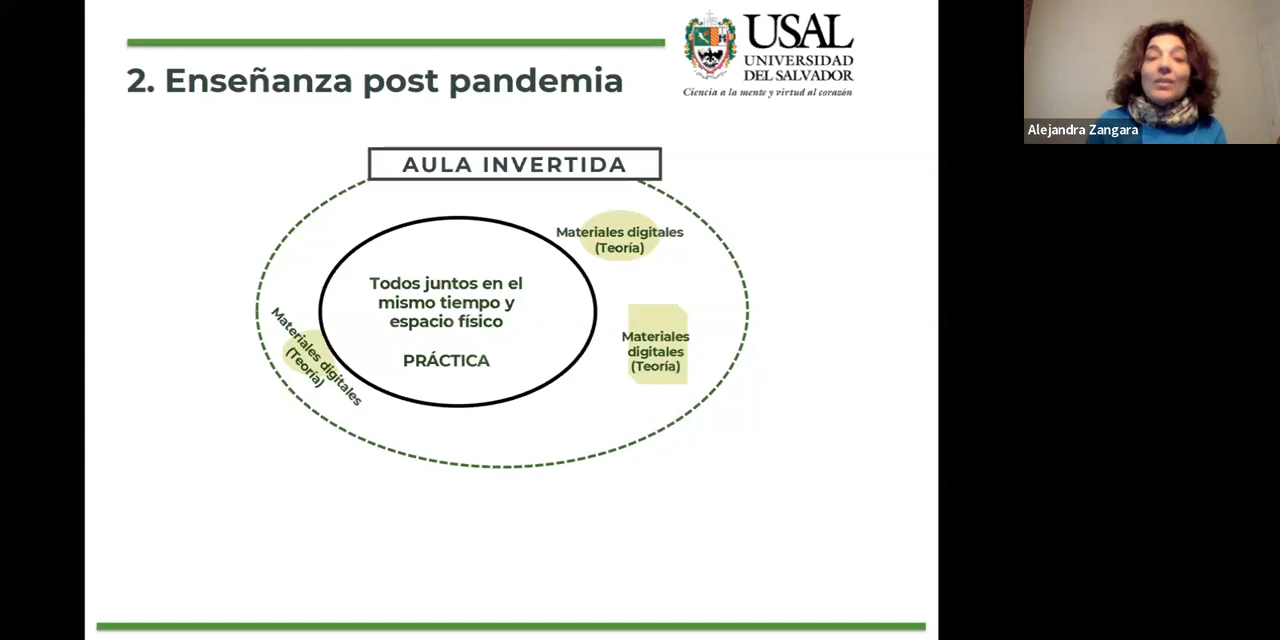 USAL
UNIVERSIDAD
DEL SALVADOR
Ciencia a la mente y virtud al corazón
2. Enseñanza post pandemia
Alejandra Zangara
AULA INVERTIDA
Materiales digitales
(Teoría)
Todos juntos en el
mismo tiempo y
espacio físico
PRÁCTICA
Materiales
digitales
(Teoría)
Materiales digitales
(Teoría)